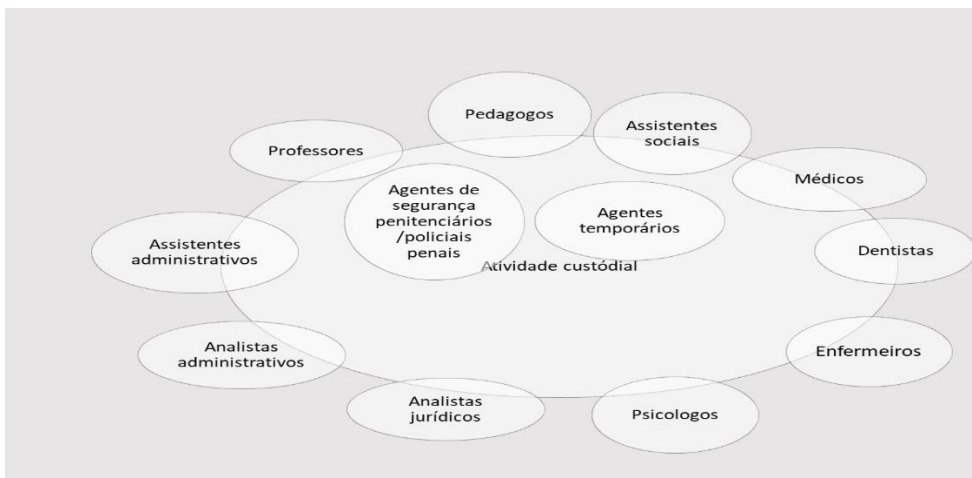 Pedagogos
Assistentes
sociais
Professores
Médicos
Agentes de
segurança
penitenciários
/policiais
penais
Agentes
temporários
Assistentes
administrativos
Dentistas
Atividade custódial
Analistas
administrativos
Enfermeiros
Analistas
jurídicos
Psicologos